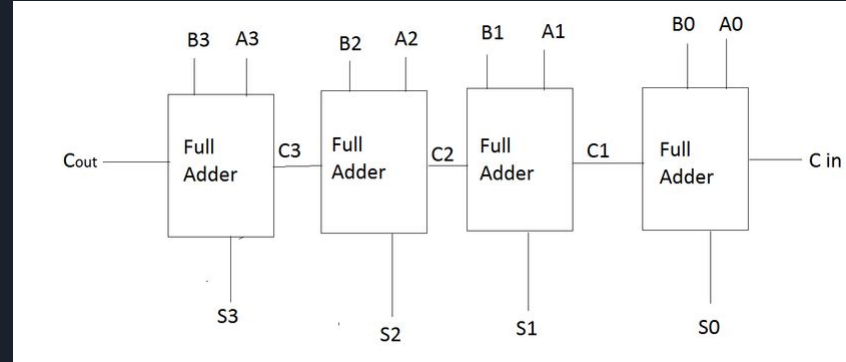 B3 A3 B2 A2 B1 A1 B0 A0
Full
Adder
C3
Full
Adder
C2
Full
Adder
C1
Full
Adder
Cout
C in
S3
S2
S1
S0